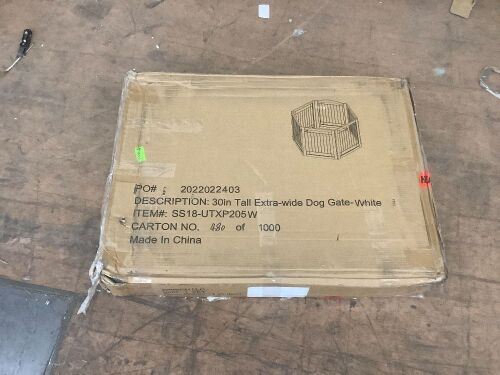 PO#: 2022022403
DESCRIPTION: 30in Tall Extra-wide Dog Gate-White
ITEM#: SS18-UTXP205W
CARTON NO. 480 of 1000
Made In China